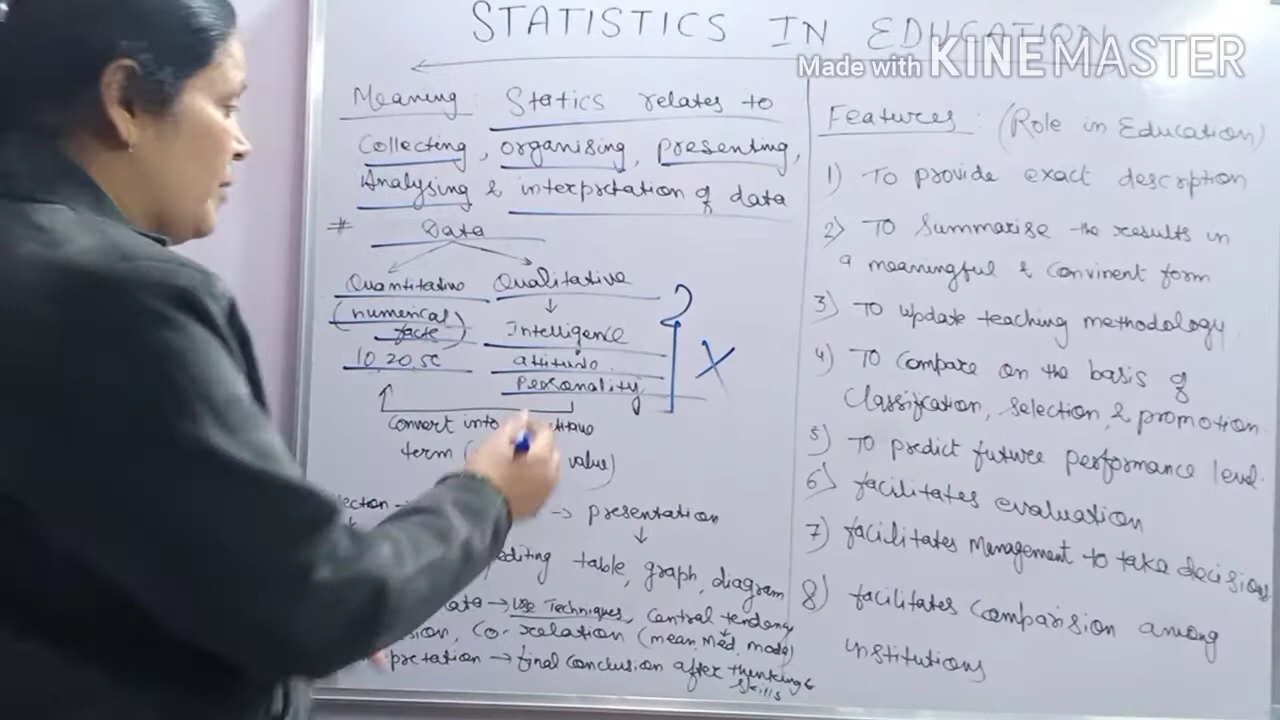 STATISTICS IN EDUCATION
Made with KINEMASTER
Meaning : Statics relates to
Collecting, organising, presenting,
Analysing & interpretation of data
# Data
Quantitative Qualitative
(numerical facts) Intelligence
10, 20, 50 attitude
Personality
X
Convert into
term ( value)
→ presentation
editing table, graph, diagram
→ Use Techniques, Central tendency
Co-relation (mean, med. mode)
→ final conclusion after thinking
skills
Features : (Role in Education)
1) To provide exact description
2) To Summarise the results in
a meaningful & convinent form
3) To update teaching methodology
4) To Compare on the basis of
Classification, selection, & promotion
5) To predict future performance level.
6) facilitates evaluation
7) facilitates Management to take decisions
8) facilitates Comparision among
institutions